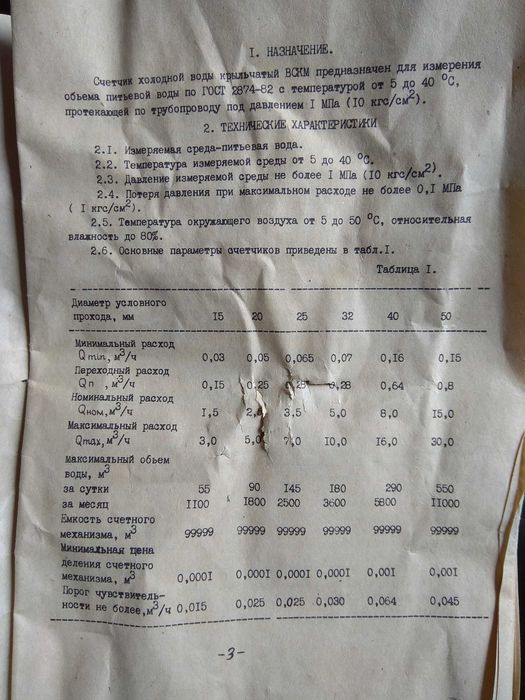 I. НАЗНАЧЕНИЕ.
Счетчик холодной воды крыльчатый ВСКМ предназначен для измерения
объема питьевой воды по ГОСТ 2874-82 с температурой от 5 до 40 °С,
протекающей по трубопроводу под давлением I МПа (I0 кгс/см²).
2. ТЕХНИЧЕСКИЕ ХАРАКТЕРИСТИКИ
2.I. Измеряемая среда-питьевая вода.
2.2. Температура измеряемой среды от 5 до 40 °С.
2.3. Давление измеряемой среды не более I МПа (I0 кгс/см²).
2.4. Потеря давления при максимальном расходе не более 0,I МПа
( I кгс/см²).
2.5. Температура окружающего воздуха от 5 до 50 °С, относительная
влажность до 80%.
2.6. Основные параметры счетчиков приведены в табл.I.
Таблица I.
Диаметр условного
прохода, мм I5 20 25 32 40 50
Минимальный расход
Qmin, м³/ч 0,03 0,05 0,065 0,07 0,I6 0,I5
Переходный расход
Qп , м³/ч 0,I5 0,25 0,28 0,64 0,8
Номинальный расход
Qном, м³/ч I,5 3,5 5,0 8,0 I5,0
Максимальный расход
Qmax, м³/ч 3,0 5,0 7,0 I0,0 I6,0 30,0
Максимальный объем
воды, м³
за сутки 55 90 I45 I80 290 550
за месяц II00 I800 2500 3600 5800 II000
Емкость счетного
механизма, м³ 99999 99999 99999 99999 99999 99999
Минимальная цена
деления счетного
механизма, м³ 0,000I 0,000I 0,000I 0,000I 0,00I 0,00I
Порог чувствитель-
ности не более, м³/ч 0,0I5 0,025 0,025 0,030 0,064 0,045
-3-